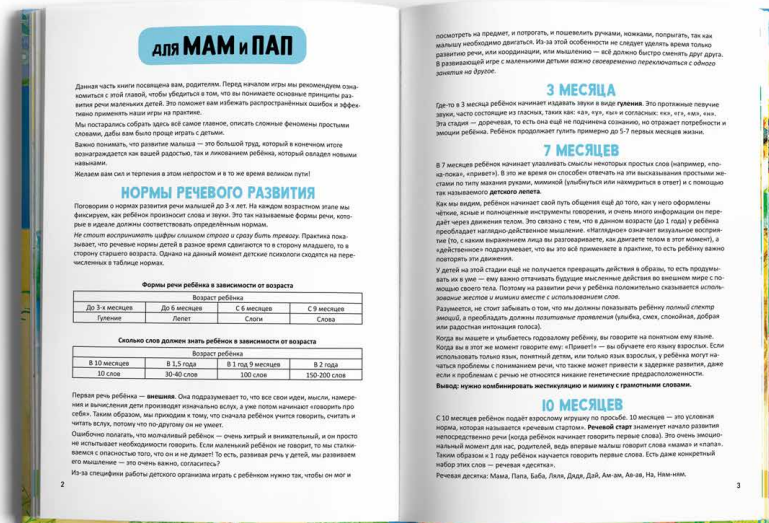 для МАМ и ПАП
Данная часть книги посвящена вам, родителям. Перед началом игры мы рекомендуем озна-
комиться с этой главой, чтобы убедиться в том, что вы понимаете основные принципы раз-
вития речи маленьких детей. Это поможет вам избежать распространённых ошибок и эффек-
тивно применять наши игры на практике.
Мы постарались собрать здесь всё самое главное, описать сложные феномены простыми
словами, дабы вам было проще играть с детьми.
Важно понимать, что развитие малыша — это большой труд, который в конечном итоге
вознаграждается как вашей радостью, так и ликованием ребёнка, который овладел новыми
навыками.
Желаем вам сил и терпения в этом непростом и в то же время великом пути!
НОРМЫ РЕЧЕВОГО РАЗВИТИЯ
Поговорим о нормах развития речи малышей до 3-х лет. На каждом возрастном этапе мы
фиксируем, как ребёнок произносит слова и звуки. Это так называемые формы речи, кото-
рые в идеале должны соответствовать определённым нормам.
Не стоит воспринимать цифры слишком строго и сразу бить тревогу. Практика пока-
зывает, что речевые нормы детей в разное время сдвигаются то в сторону младшего, то в
сторону старшего возраста. Однако на данный момент детские психологи сходятся на пере-
численных в таблице нормах.
Формы речи ребёнка в зависимости от возраста
Возраст ребёнка
До 3-х месяцев До 6 месяцев С 6 месяцев С 9 месяцев
Гуление Лепет Слоги Слова
Сколько слов должен знать ребёнок в зависимости от возраста
Возраст ребёнка
В 10 месяцев В 1,5 года В 1 год 9 месяцев В 2 года
10 слов 30-40 слов 100 слов 150-200 слов
Первая речь ребёнка — внешняя. Она подразумевает то, что все свои идеи, мысли, намере-
ния и вычисления дети производят изначально вслух, а уже потом начинают «говорить про
себя». Таким образом, мы приходим к тому, что сначала ребёнок учится говорить, считать и
читать вслух, потому что по-другому он не умеет.
Ошибочно полагать, что молчаливый ребёнок — очень хитрый и внимательный, и он просто
не испытывает необходимость говорить. Если маленький ребёнок не говорит, то мы сталки-
ваемся с опасностью того, что он и не думает! То есть, развивая речь у детей, мы развиваем
его мышление — это очень важно, согласитесь?
Из-за специфики работы детского организма играть с ребёнком нужно так, чтобы он мог и
2
посмотреть на предмет, и потрогать, и пошевелить ручками, ножками, попрыгать, так как
малышу необходимо двигаться. Из-за этой особенности не следует уделять время только
развитию речи, или координации, или мышлению — всё должно быстро сменять друг друга.
В развивающей игре с маленькими детьми важно своевременно переключаться с одного
занятия на другое.
3 МЕСЯЦА
Где-то в 3 месяца ребёнок начинает издавать звуки в виде гуления. Это протяжные певучие
звуки, часто состоящие из гласных, таких как: «а», «у», «ы» и согласных: «к», «г», «м», «н».
Эта стадия — доречевая, то есть она ещё не подчинена сознанию, но отражает потребности и
эмоции ребёнка. Ребёнок продолжает гулить примерно до 5-7 первых месяцев жизни.
7 МЕСЯЦЕВ
В 7 месяцев ребёнок начинает улавливать смыслы некоторых простых слов (например, «по-
ка-пока», «привет»). В это же время он способен отвечать на эти высказывания простыми же-
стами по типу махания руками, мимикой (улыбнуться или нахмуриться в ответ) и с помощью
так называемого детского лепета.
Как мы видим, ребёнок начинает свой путь общения ещё до того, как у него оформлены
чёткие, ясные и полноценные инструменты говорения, и очень много информации он пере-
даёт через движения телом. Это связано с тем, что в данном возрасте (до 1 года) у ребёнка
преобладает наглядно-действенное мышление. «Наглядное» означает визуальное восприя-
тие (то, с каким выражением лица вы разговариваете, как двигаете телом в этот момент), а
«действенное» подразумевает, что вы это всё применяете в практике, то есть ребёнку важно
повторять эти движения.
У детей на этой стадии ещё не получается превращать действия в образы, то есть продумы-
вать их в уме — ему важно оттачивать будущие мысленные действия во внешнем мире с по-
мощью своего тела. Поэтому на развитии речи у ребёнка положительно сказывается исполь-
зование жестов и мимики вместе с использованием слов.
Разумеется, не стоит забывать о том, что мы должны показывать ребёнку полный спектр
эмоций, а преобладать должны позитивные проявления (улыбка, смех, спокойная, добрая
или радостная интонация голоса).
Когда вы машете и улыбаетесь годовалому ребёнку, вы говорите на понятном ему языке.
Когда вы в этот же момент говорите ему: «Привет!» — вы обучаете его языку взрослых. Если
использовать только язык, понятный детям, или только язык взрослых, у ребёнка могут на-
чаться проблемы с пониманием речи, что также может привести к задержке развития, даже
если к проблемам с речью не относятся никакие генетические предрасположенности.
Вывод: нужно комбинировать жестикуляцию и мимику с грамотными словами.
10 МЕСЯЦЕВ
С 10 месяцев ребёнок подаёт взрослому игрушку по просьбе. 10 месяцев — это условная
норма, которая называется «речевым стартом». Речевой старт знаменует начало развития
непосредственно речи (когда ребёнок начинает говорить первые слова). Это очень эмоцио-
нальный момент для нас, родителей, ведь впервые малыш говорит слова «мама» и «папа».
Таким образом к 1 году ребёнок научается говорить первые слова. Есть даже конкретный
набор этих слов — речевая «десятка».
Речевая десятка: Мама, Папа, Баба, Ляля, Дядя, Дай, Ам-ам, Ав-ав, На, Ням-ням.
3